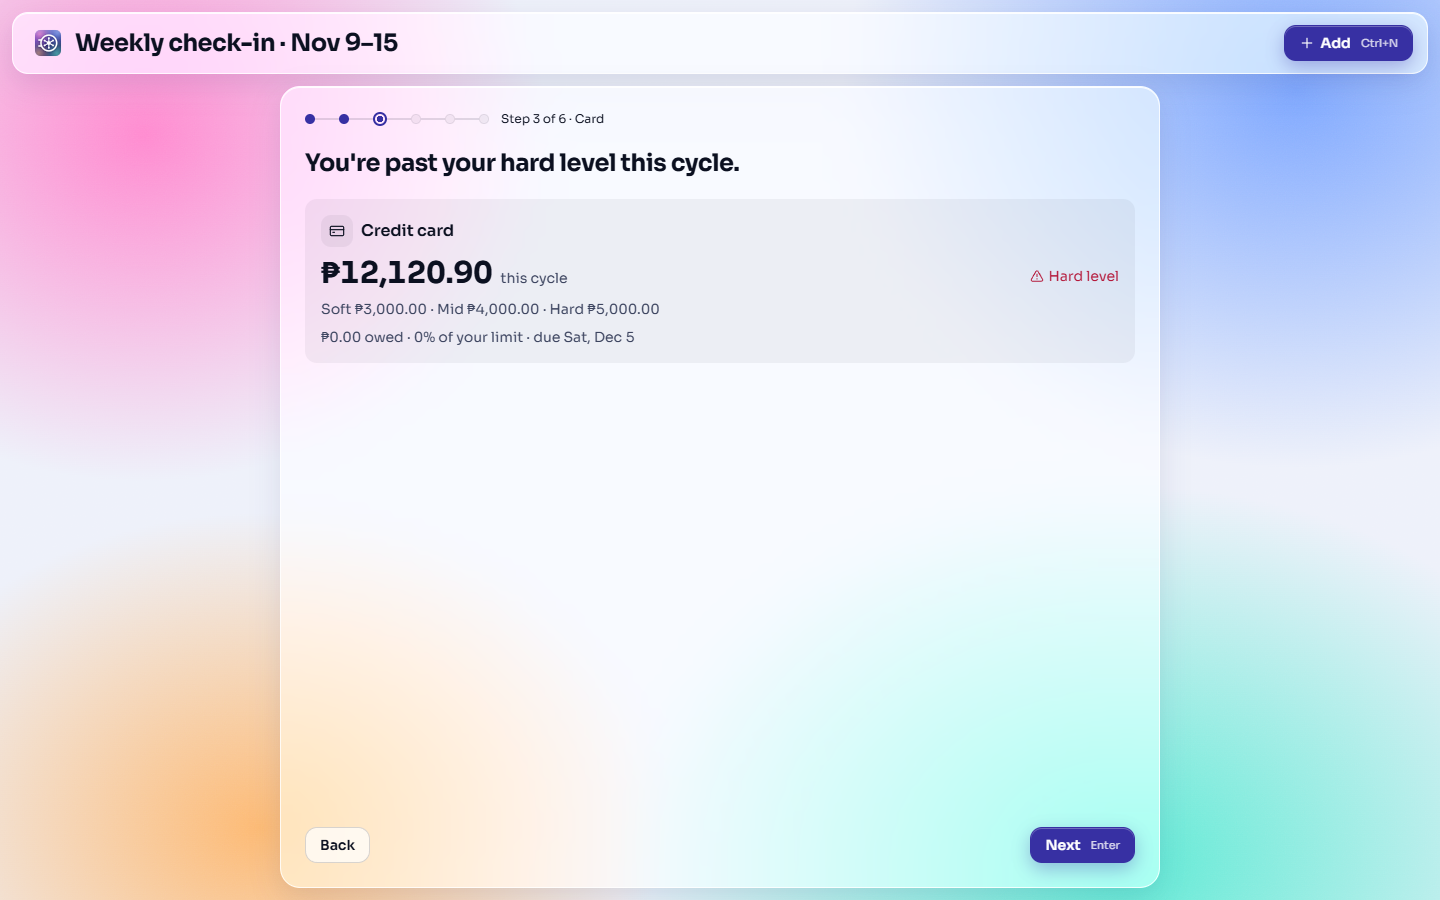 Weekly check-in · Nov 9–15
Add Ctrl+N
Step 3 of 6 · Card
You're past your hard level this cycle.
Credit card
₱12,120.90 this cycle
Hard level
Soft ₱3,000.00 · Mid ₱4,000.00 · Hard ₱5,000.00
₱0.00 owed · 0% of your limit · due Sat, Dec 5
Back
Next Enter